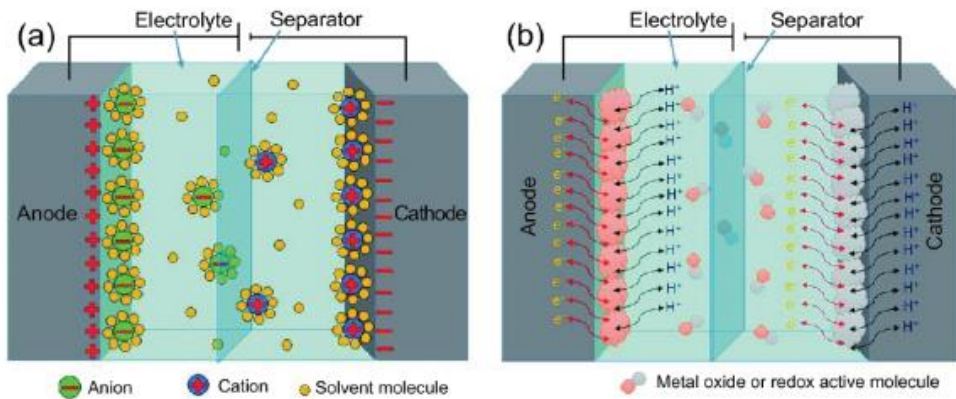 (a)
Electrolyte
Separator
Anode
Cathode
Anion
Cation
Solvent molecule
(b)
Electrolyte
Separator
e
H+
e
H+
Anode
Cathode
Metal oxide or redox active molecule